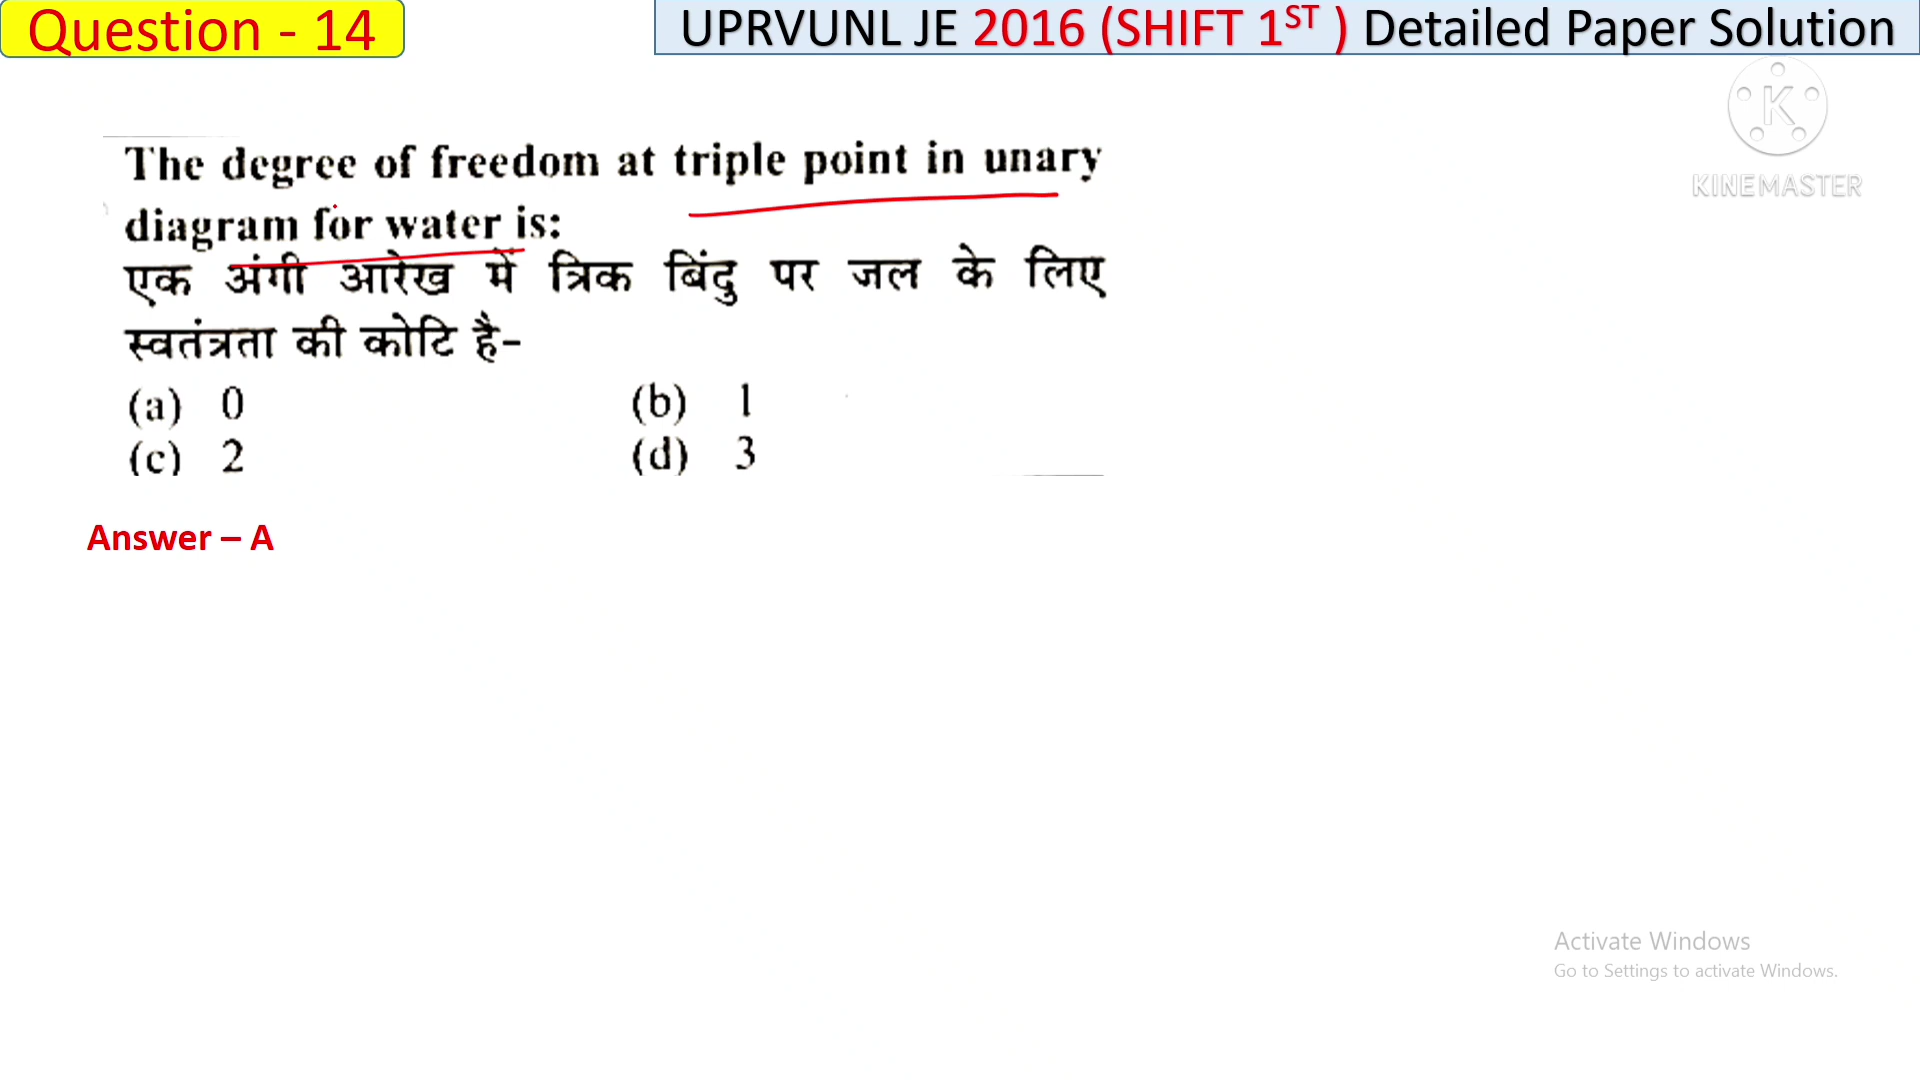 Question - 14
UPRVUNL JE 2016 (SHIFT 1ST ) Detailed Paper Solution
K
KINEMASTER
The degree of freedom at triple point in unary
diagram for water is:
एक अंगी आरेख में त्रिक बिंदु पर जल के लिए
स्वतंत्रता की कोटि है-
(a) 0 (b) 1
(c) 2 (d) 3
Answer – A
Activate Windows
Go to Settings to activate Windows.